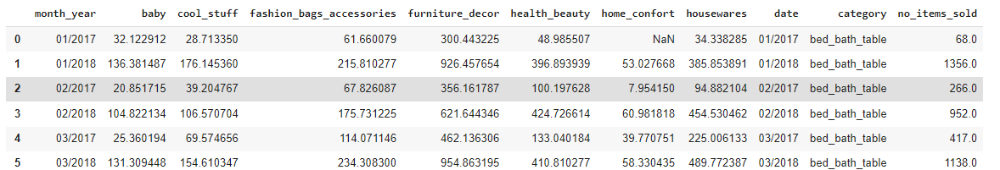 month_year baby cool_stuff fashion_bags_accessories furniture_decor health_beauty home_confort housewares date category no_items_sold
0 01/2017 32.122912 28.713350 61.660079 300.443225 48.985507 NaN 34.338285 01/2017 bed_bath_table 68.0
1 01/2018 136.381487 176.145360 215.810277 926.457654 396.893939 53.027668 385.853891 01/2018 bed_bath_table 1356.0
2 02/2017 20.851715 39.204767 67.826087 356.161787 100.197628 7.954150 94.882104 02/2017 bed_bath_table 266.0
3 02/2018 104.822134 106.570704 175.731225 621.644346 424.726614 60.981818 454.530462 02/2018 bed_bath_table 952.0
4 03/2017 25.360194 69.574656 114.071146 462.136306 133.040184 39.770751 225.006133 03/2017 bed_bath_table 417.0
5 03/2018 131.309448 154.610347 234.308300 954.863195 410.810277 58.330435 489.772387 03/2018 bed_bath_table 1138.0